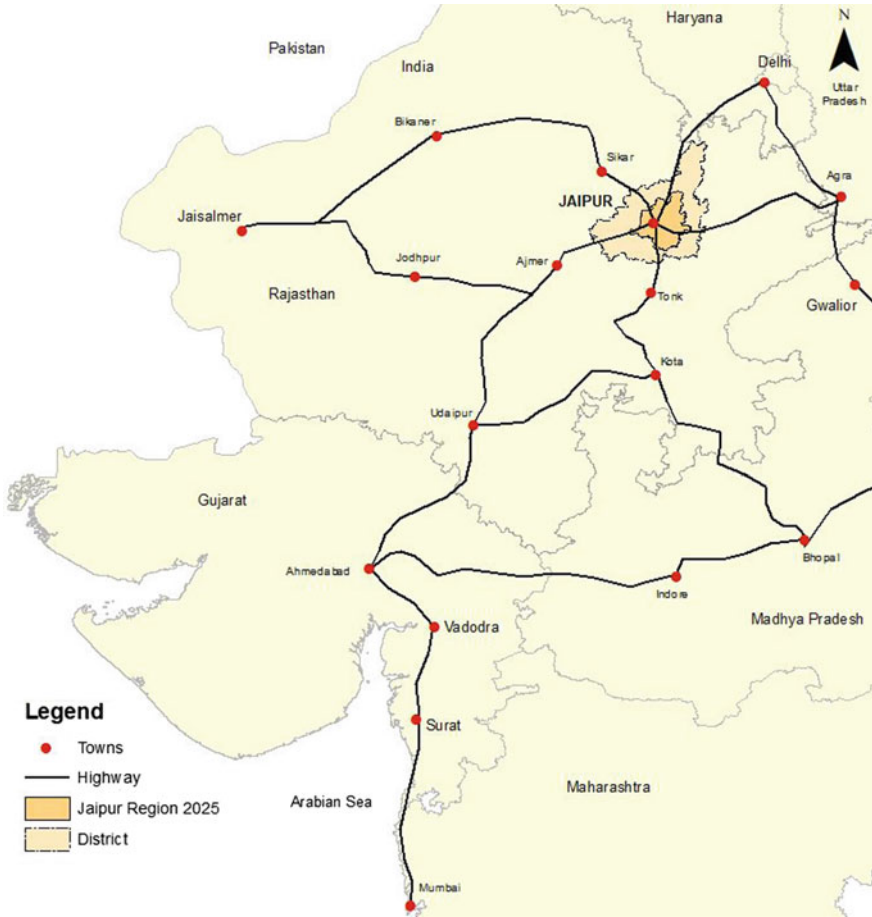 Haryana
N
Pakistan
India
Delhi
Uttar
Pradesh
Bikaner
Sikar
Agra
JAIPUR
Jaisalmer
Jodhpur
Ajmer
Rajasthan
Tonk
Gwalior
Kota
Udaipur
Gujarat
Ahmedabad
Bhopal
Indore
Madhya Pradesh
Vadodra
Surat
Maharashtra
Arabian Sea
Mumbai
Legend
Towns
Highway
Jaipur Region 2025
District